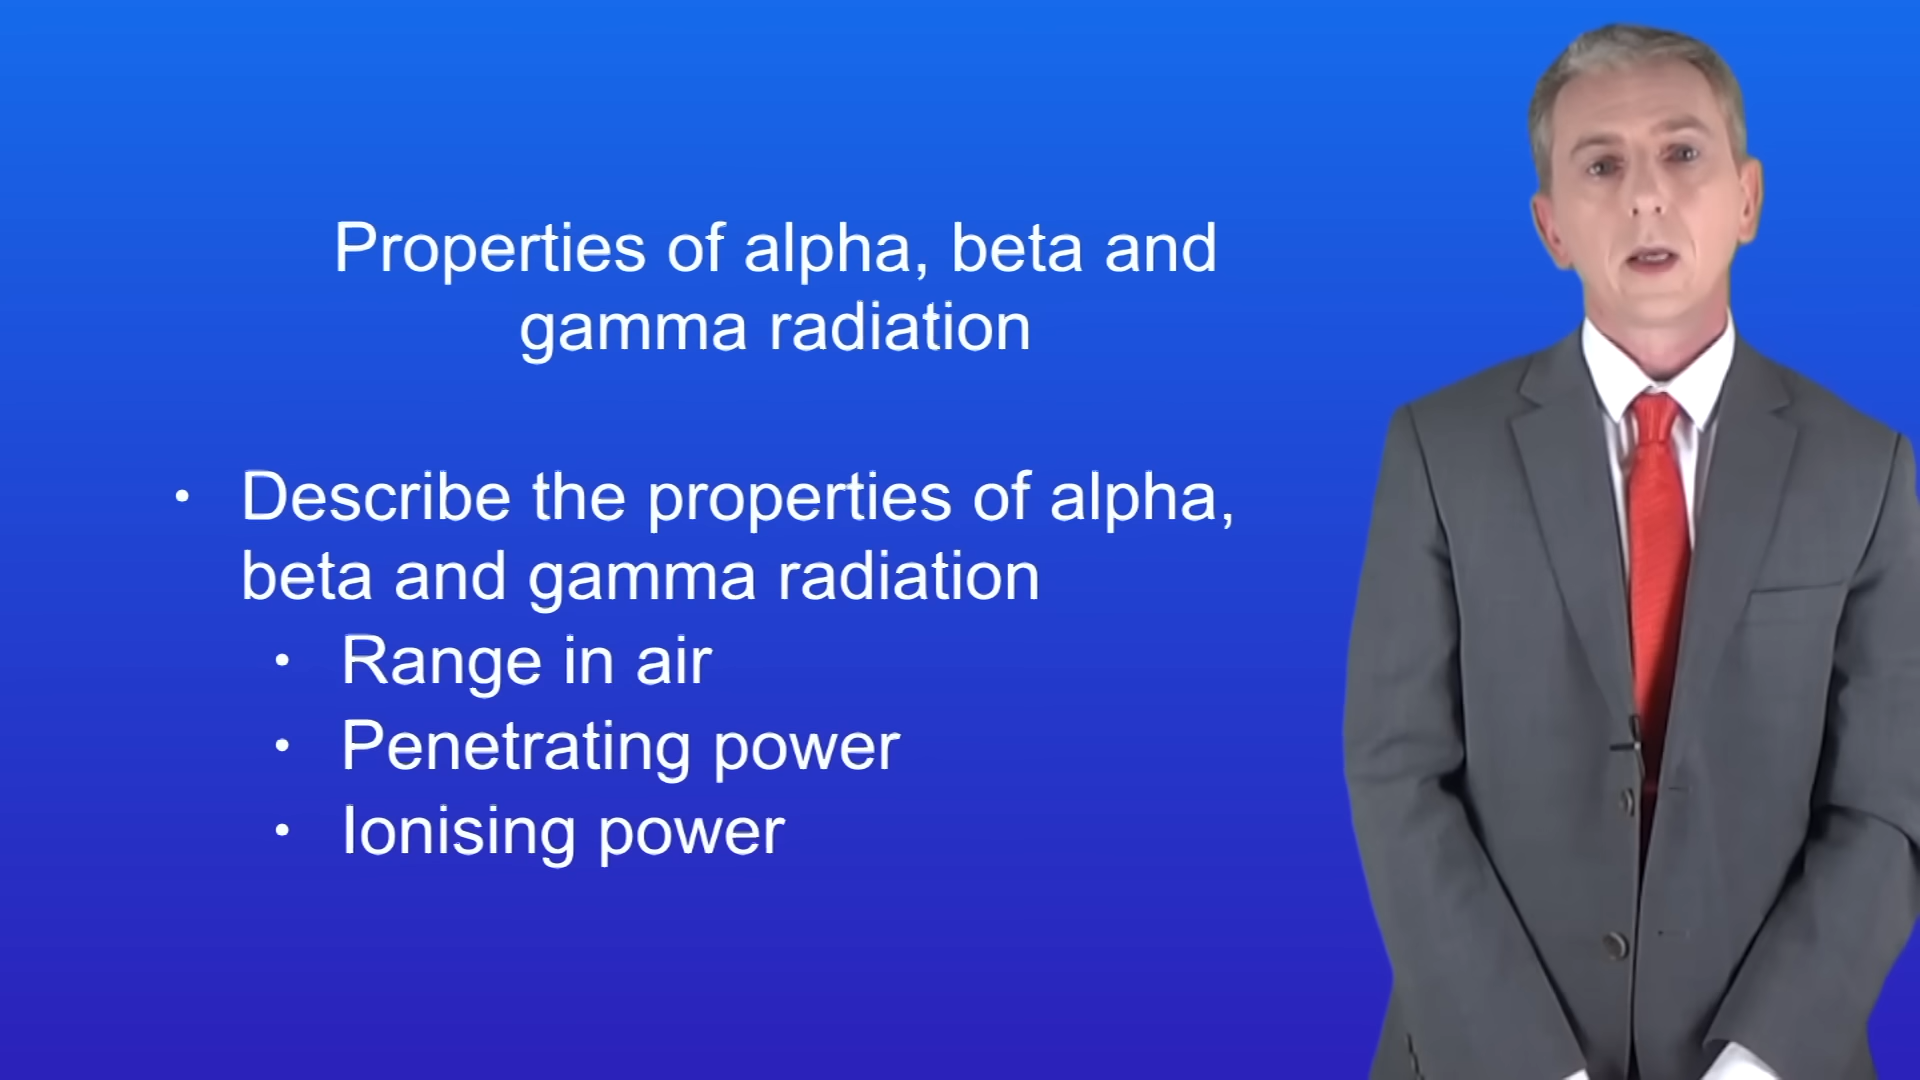 Properties of alpha, beta and
gamma radiation
• Describe the properties of alpha,
beta and gamma radiation
• Range in air
• Penetrating power
• Ionising power